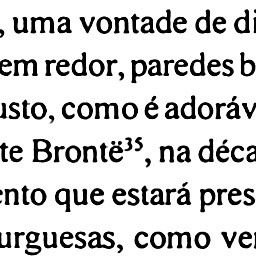 , uma vontade de di
em redor, paredes b
usto, como é adoráv
te Brontë³⁵, na déca
ento que estará pres
urguesas, como ve